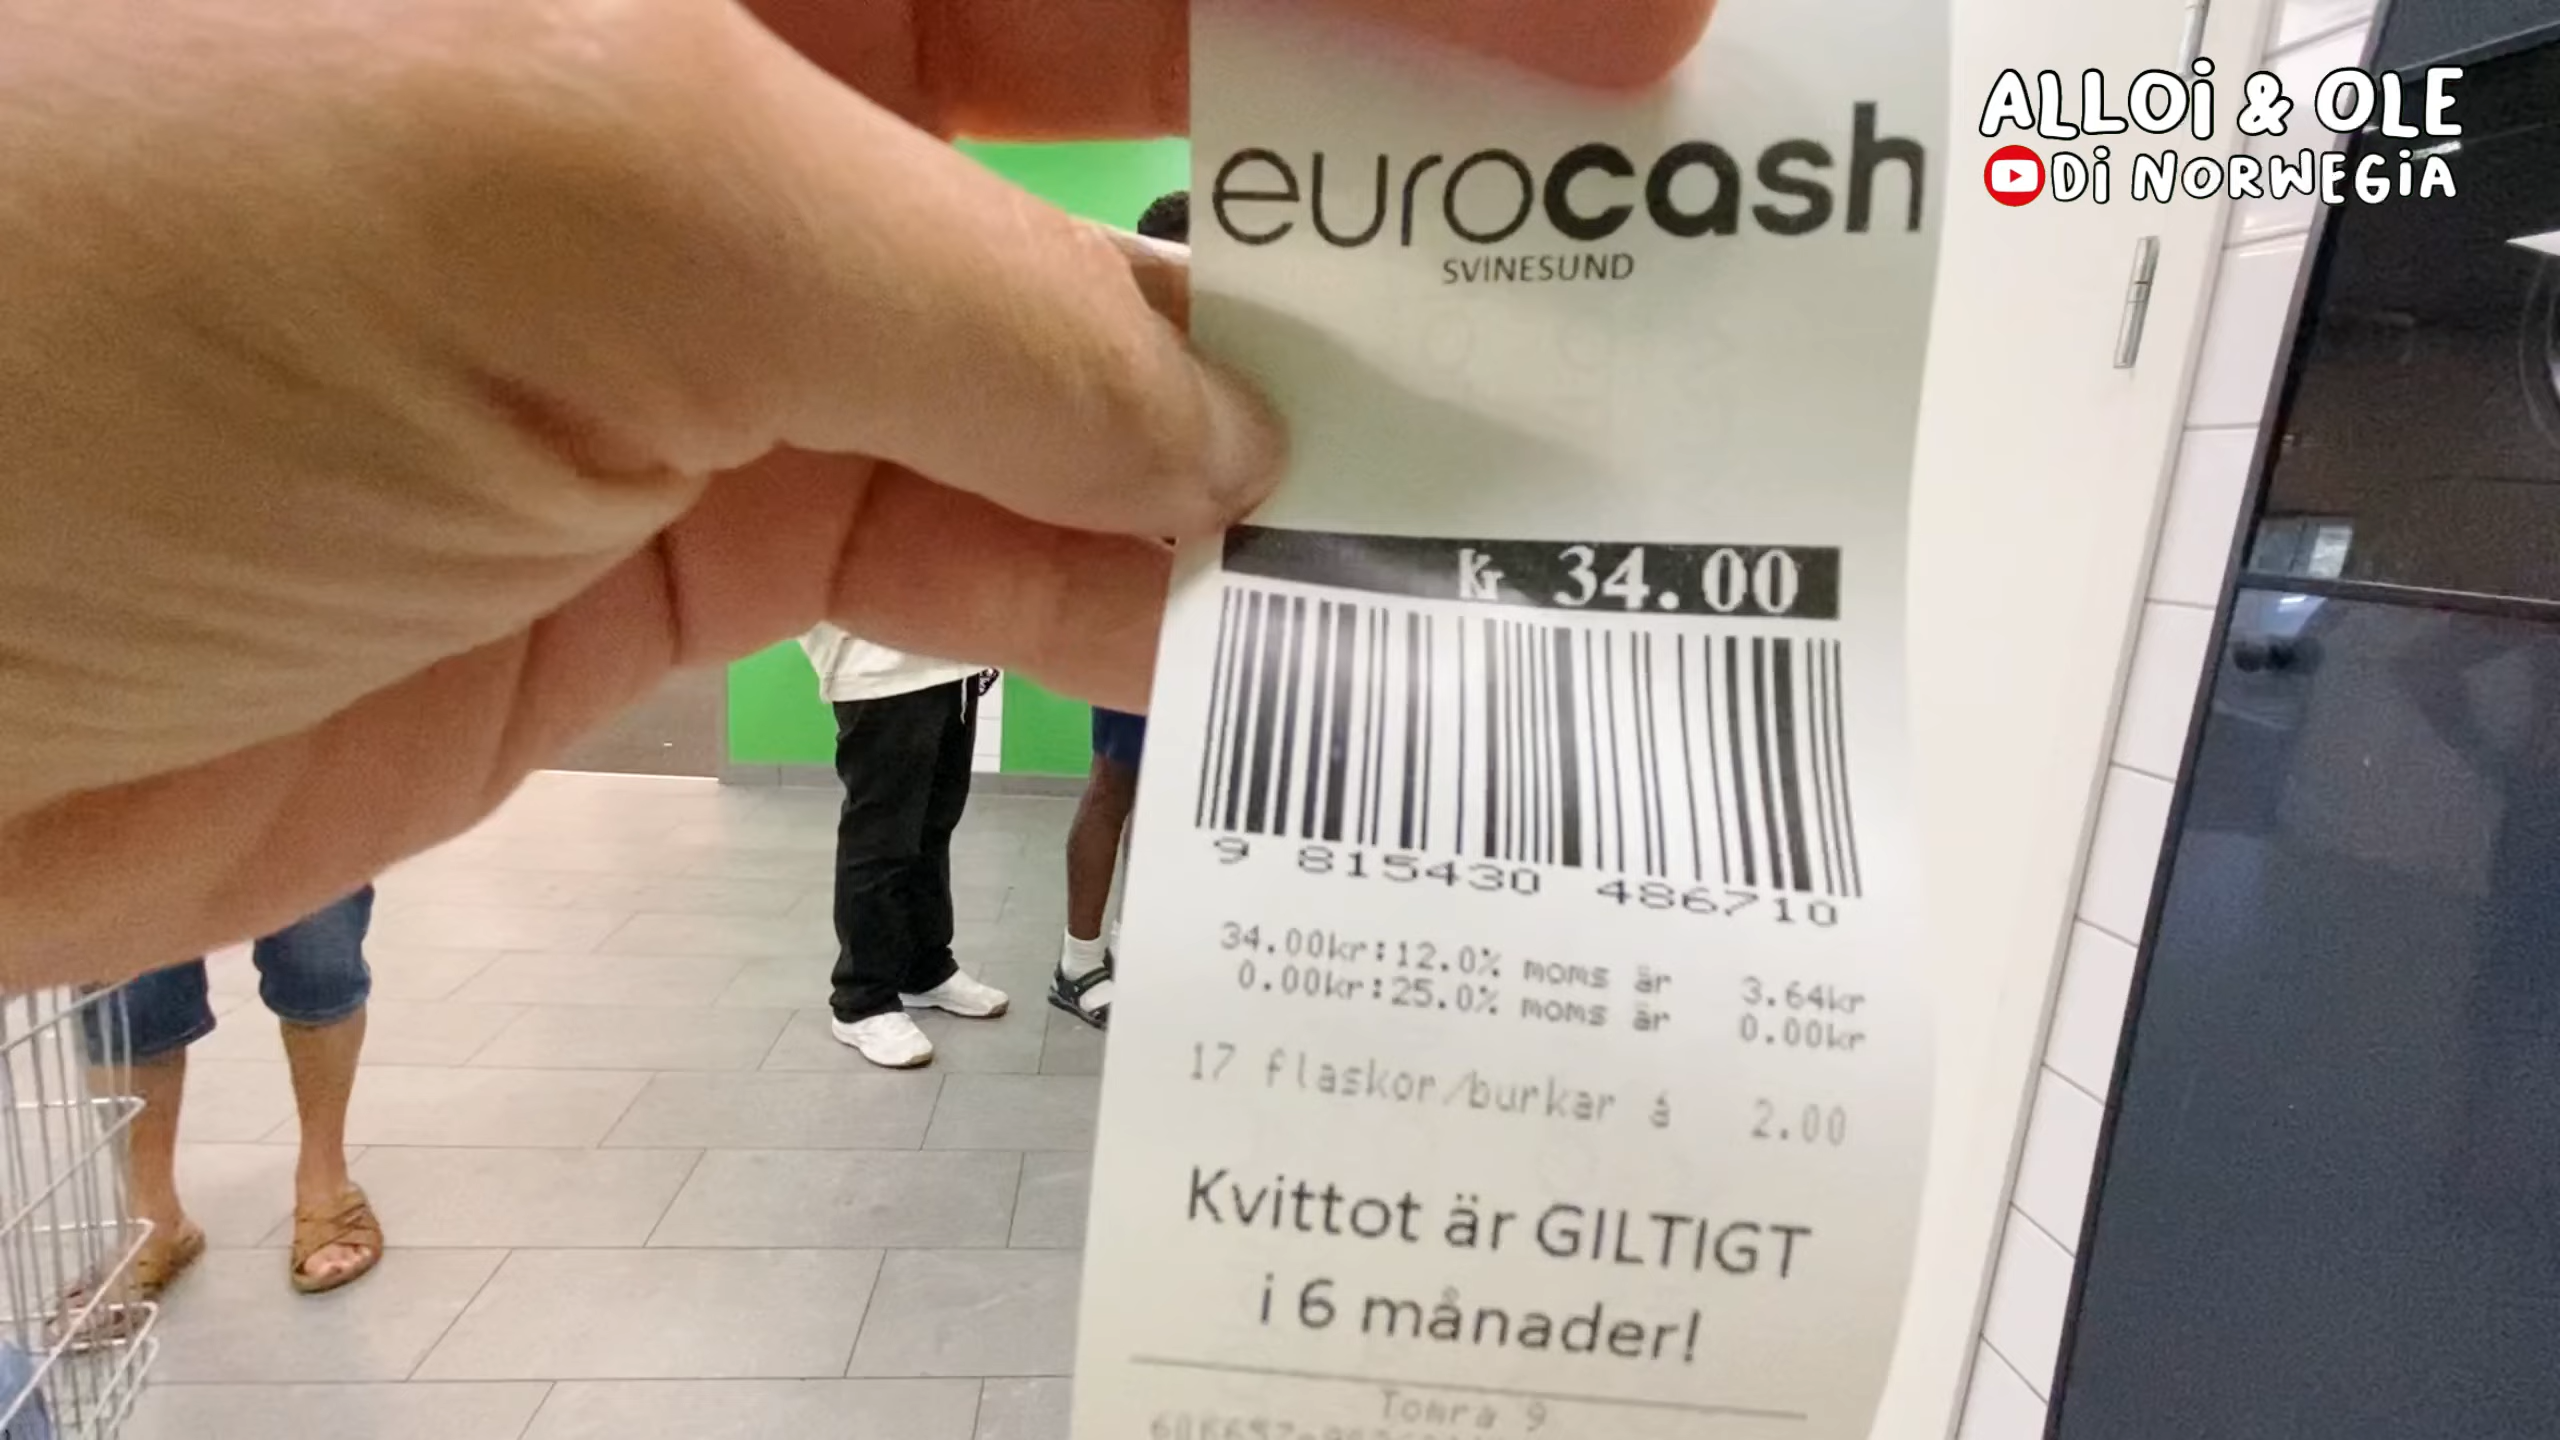 ALLOi & OLE
Di NORWEGiA
eurocash
SVINESUND
Kr 34.00
9 815430 486710
34.00kr:12.0% moms är 3.64kr
0.00kr:25.0% moms är 0.00kr
17 flaskor/burkar à 2.00
Kvittot är GILTIGT
i 6 månader!
Tomra 9